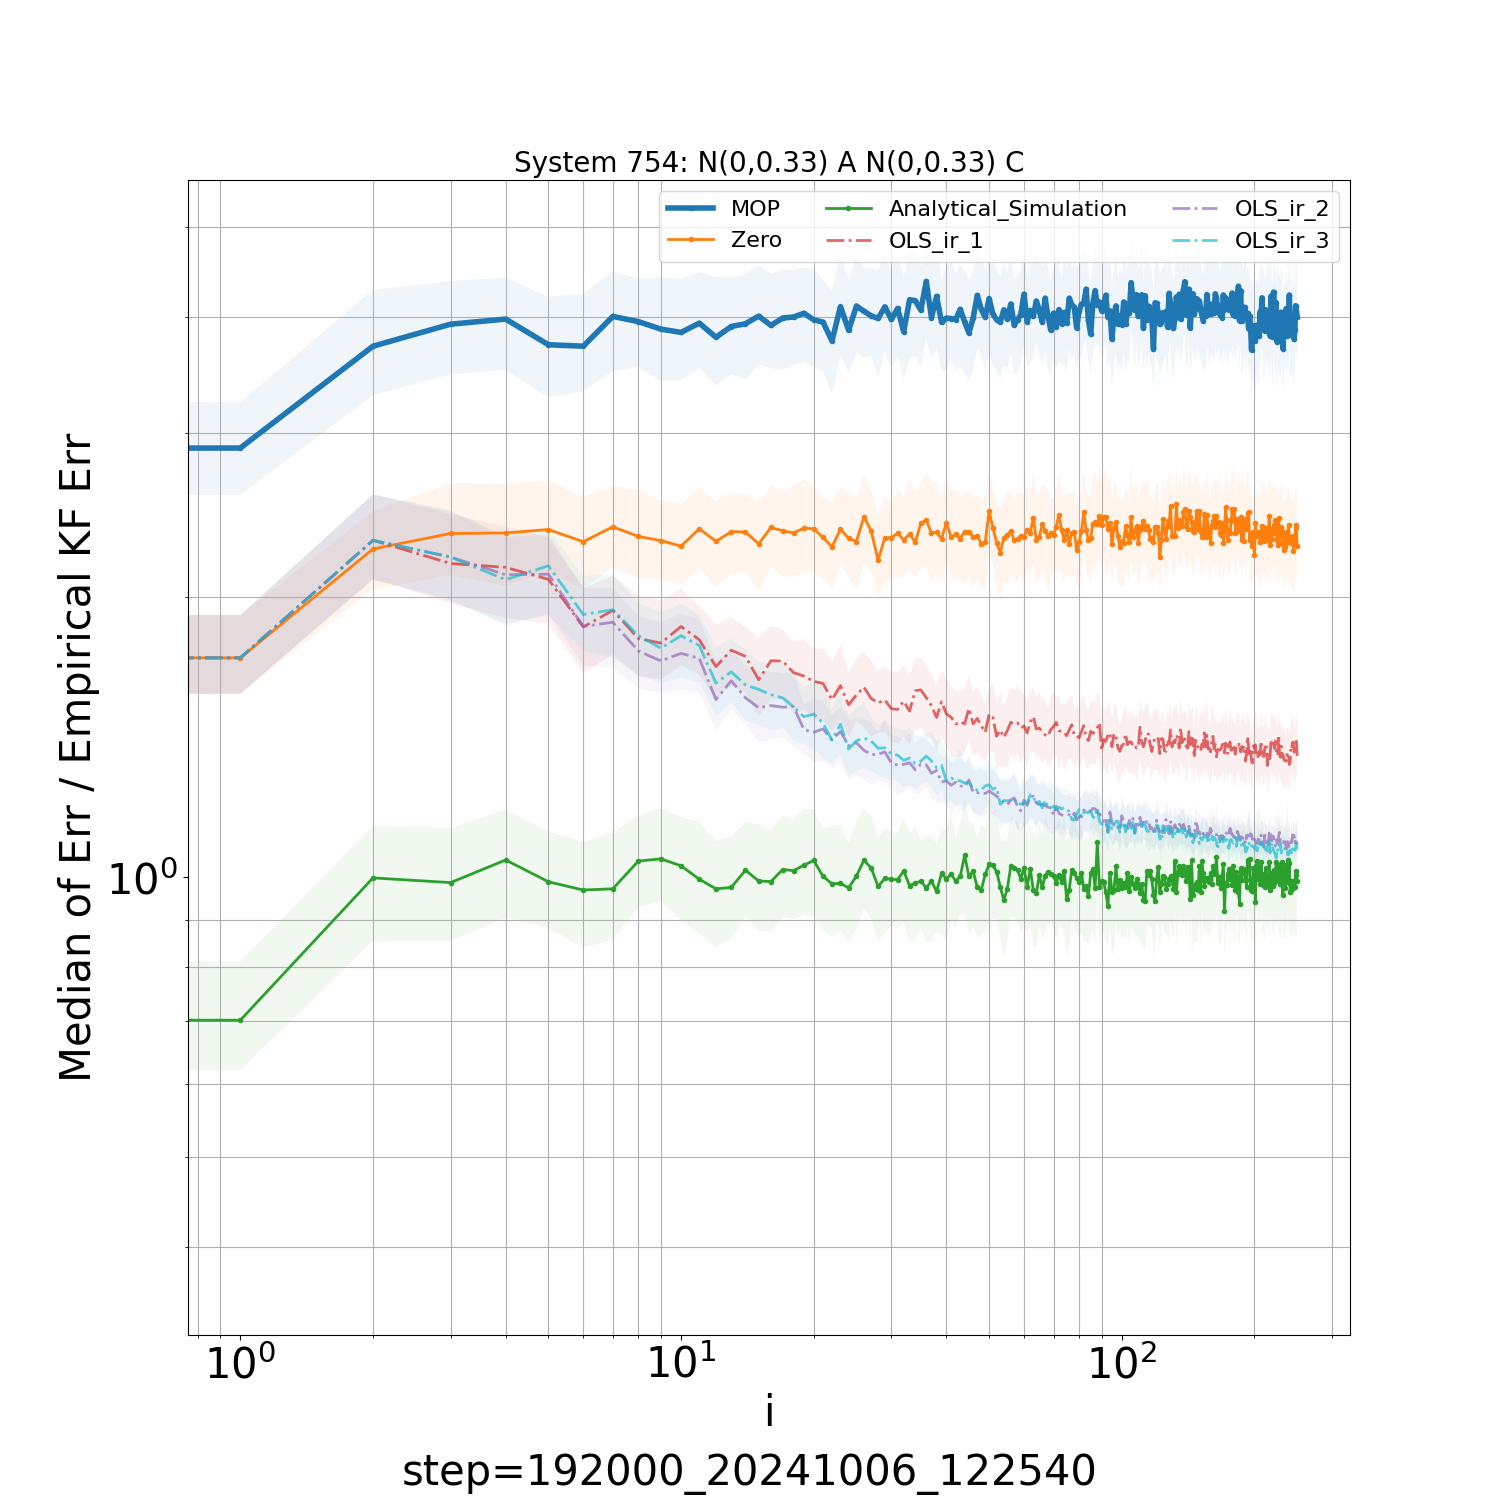 System 754: N(0,0.33) A N(0,0.33) C
MOP
Zero
Analytical_Simulation
OLS_ir_1
OLS_ir_2
OLS_ir_3
Median of Err / Empirical KF Err
10⁰
10⁰
10¹
10²
i
step=192000_20241006_122540